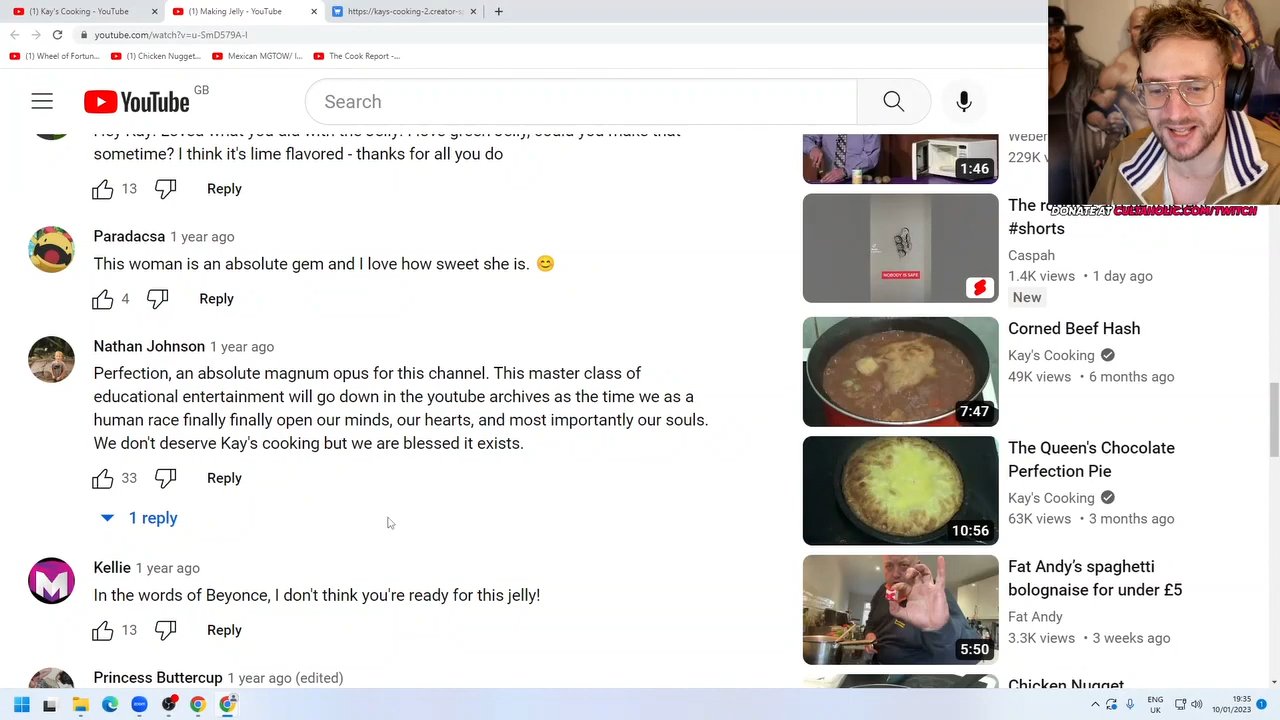 (1) Kay's Cooking - YouTube
(1) Making Jelly - YouTube
https://kays-cooking-2.creator-s
youtube.com/watch?v=u-SmD579A-I
(1) Wheel of Fortun...
(1) Chicken Nugget...
Mexican MGTOW/ I...
The Cook Report -...
YouTube
GB
Search
sometime? I think it's lime flavored - thanks for all you do
13
Reply
Paradacsa 1 year ago
This woman is an absolute gem and I love how sweet she is. 😊
4
Reply
Nathan Johnson 1 year ago
Perfection, an absolute magnum opus for this channel. This master class of
educational entertainment will go down in the youtube archives as the time we as a
human race finally finally open our minds, our hearts, and most importantly our souls.
We don't deserve Kay's cooking but we are blessed it exists.
33
Reply
1 reply
Kellie 1 year ago
In the words of Beyonce, I don't think you're ready for this jelly!
13
Reply
Princess Buttercup 1 year ago (edited)
1:46
Weber
229K v
DONATE AT CULTAHOLIC.COM/TWITCH
NOBODY IS SAFE
The ro
#shorts
Caspah
1.4K views • 1 day ago
New
7:47
Corned Beef Hash
Kay's Cooking
49K views • 6 months ago
10:56
The Queen's Chocolate
Perfection Pie
Kay's Cooking
63K views • 3 months ago
5:50
Fat Andy's spaghetti
bolognaise for under £5
Fat Andy
3.3K views • 3 weeks ago
Chicken Nugget
ENG
UK
19:35
10/01/2023
1